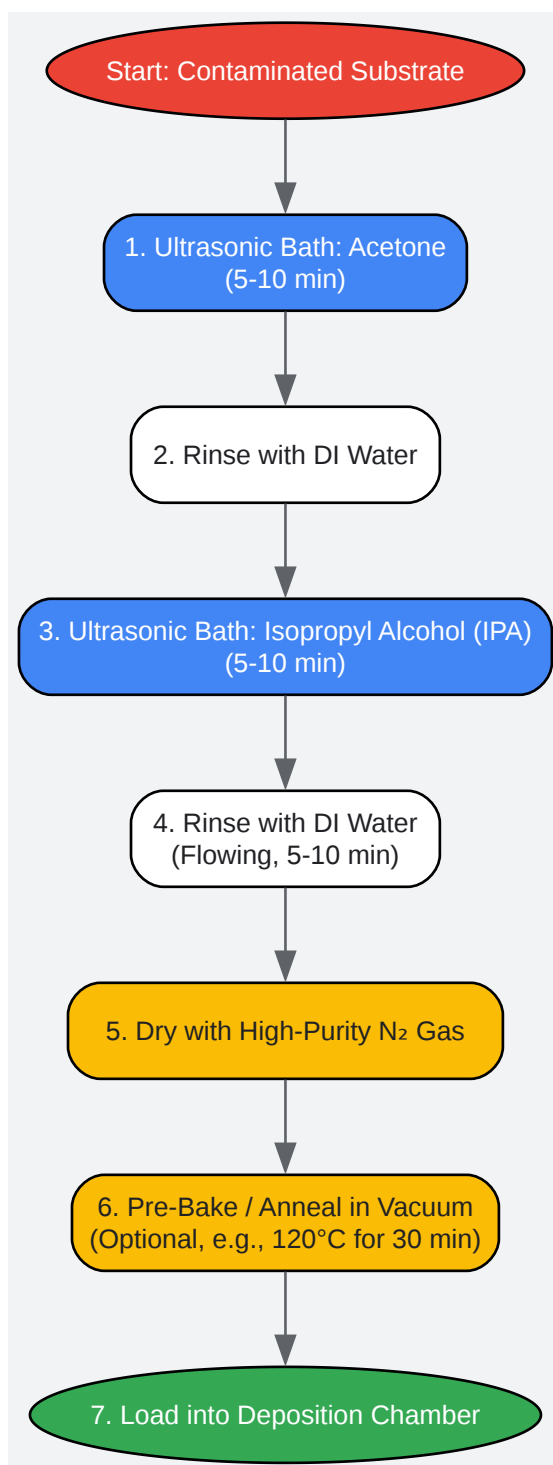 Start: Contaminated Substrate
1. Ultrasonic Bath: Acetone
(5-10 min)
2. Rinse with DI Water
3. Ultrasonic Bath: Isopropyl Alcohol (IPA)
(5-10 min)
4. Rinse with DI Water
(Flowing, 5-10 min)
5. Dry with High-Purity N₂ Gas
6. Pre-Bake / Anneal in Vacuum
(Optional, e.g., 120°C for 30 min)
7. Load into Deposition Chamber